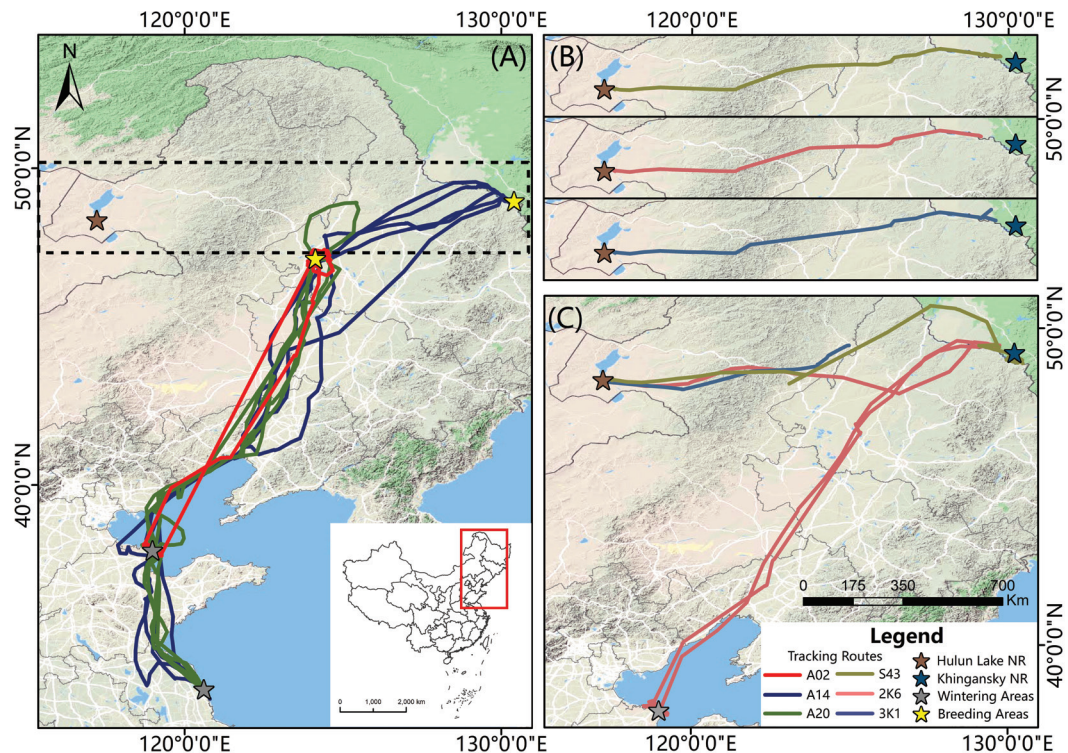 120°0'0"E
130°0'0"E
120°0'0"E
130°0'0"E
N
(A)
(B)
50°0'0"N
50°0'0"N
(C)
50°0'0"N
40°0'0"N
40°0'0"N
0 175 350 700
Km
0 1,000 2,000 km
Legend
Tracking Routes
A02
A14
A20
S43
2K6
3K1
Hulun Lake NR
Khingansky NR
Wintering Areas
Breeding Areas
120°0'0"E
130°0'0"E
120°0'0"E
130°0'0"E